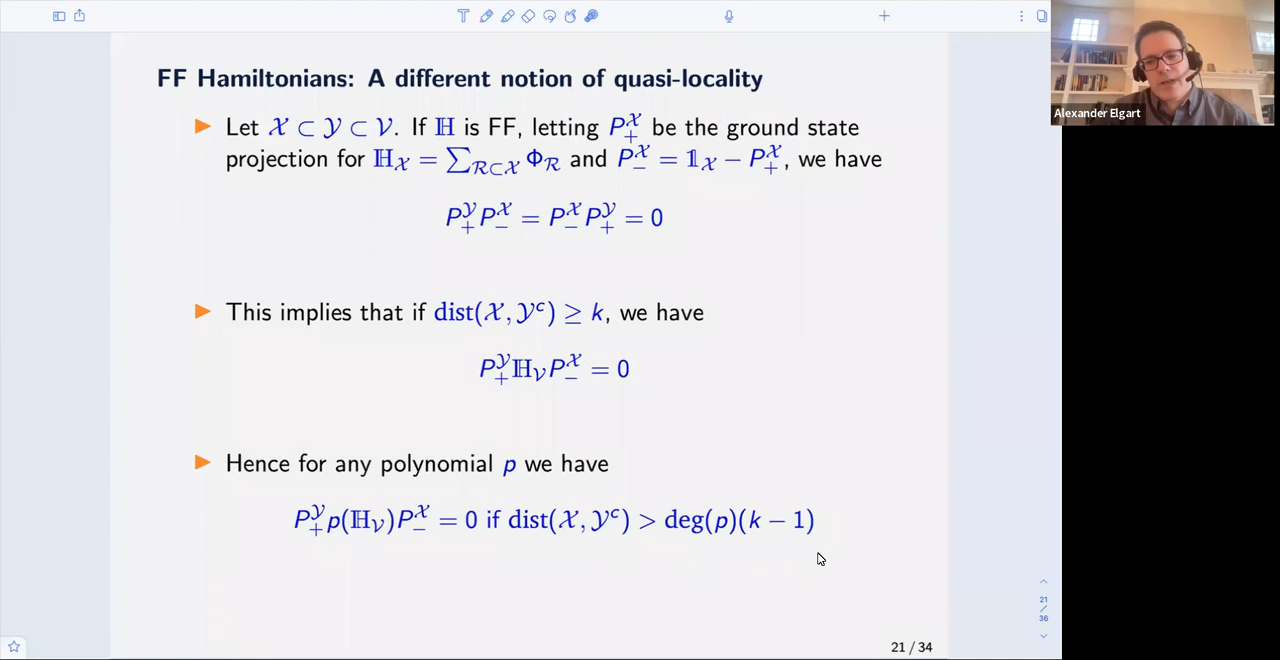 FF Hamiltonians: A different notion of quasi-locality
▶ Let 𝒳 ⊂ 𝒴 ⊂ 𝒱. If ℍ is FF, letting P₊^𝒳 be the ground state
projection for ℍ_𝒳 = ∑_{ℛ⊂𝒳} Φ_ℛ and P₋^𝒳 = 𝟙_𝒳 − P₊^𝒳, we have
P₊^𝒴 P₋^𝒳 = P₋^𝒳 P₊^𝒴 = 0
▶ This implies that if dist(𝒳, 𝒴ᶜ) ≥ k, we have
P₊^𝒴 ℍ_𝒱 P₋^𝒳 = 0
▶ Hence for any polynomial p we have
P₊^𝒴 p(ℍ_𝒱) P₋^𝒳 = 0 if dist(𝒳, 𝒴ᶜ) > deg(p)(k − 1)
21 / 34
21
/
36
Alexander Elgart